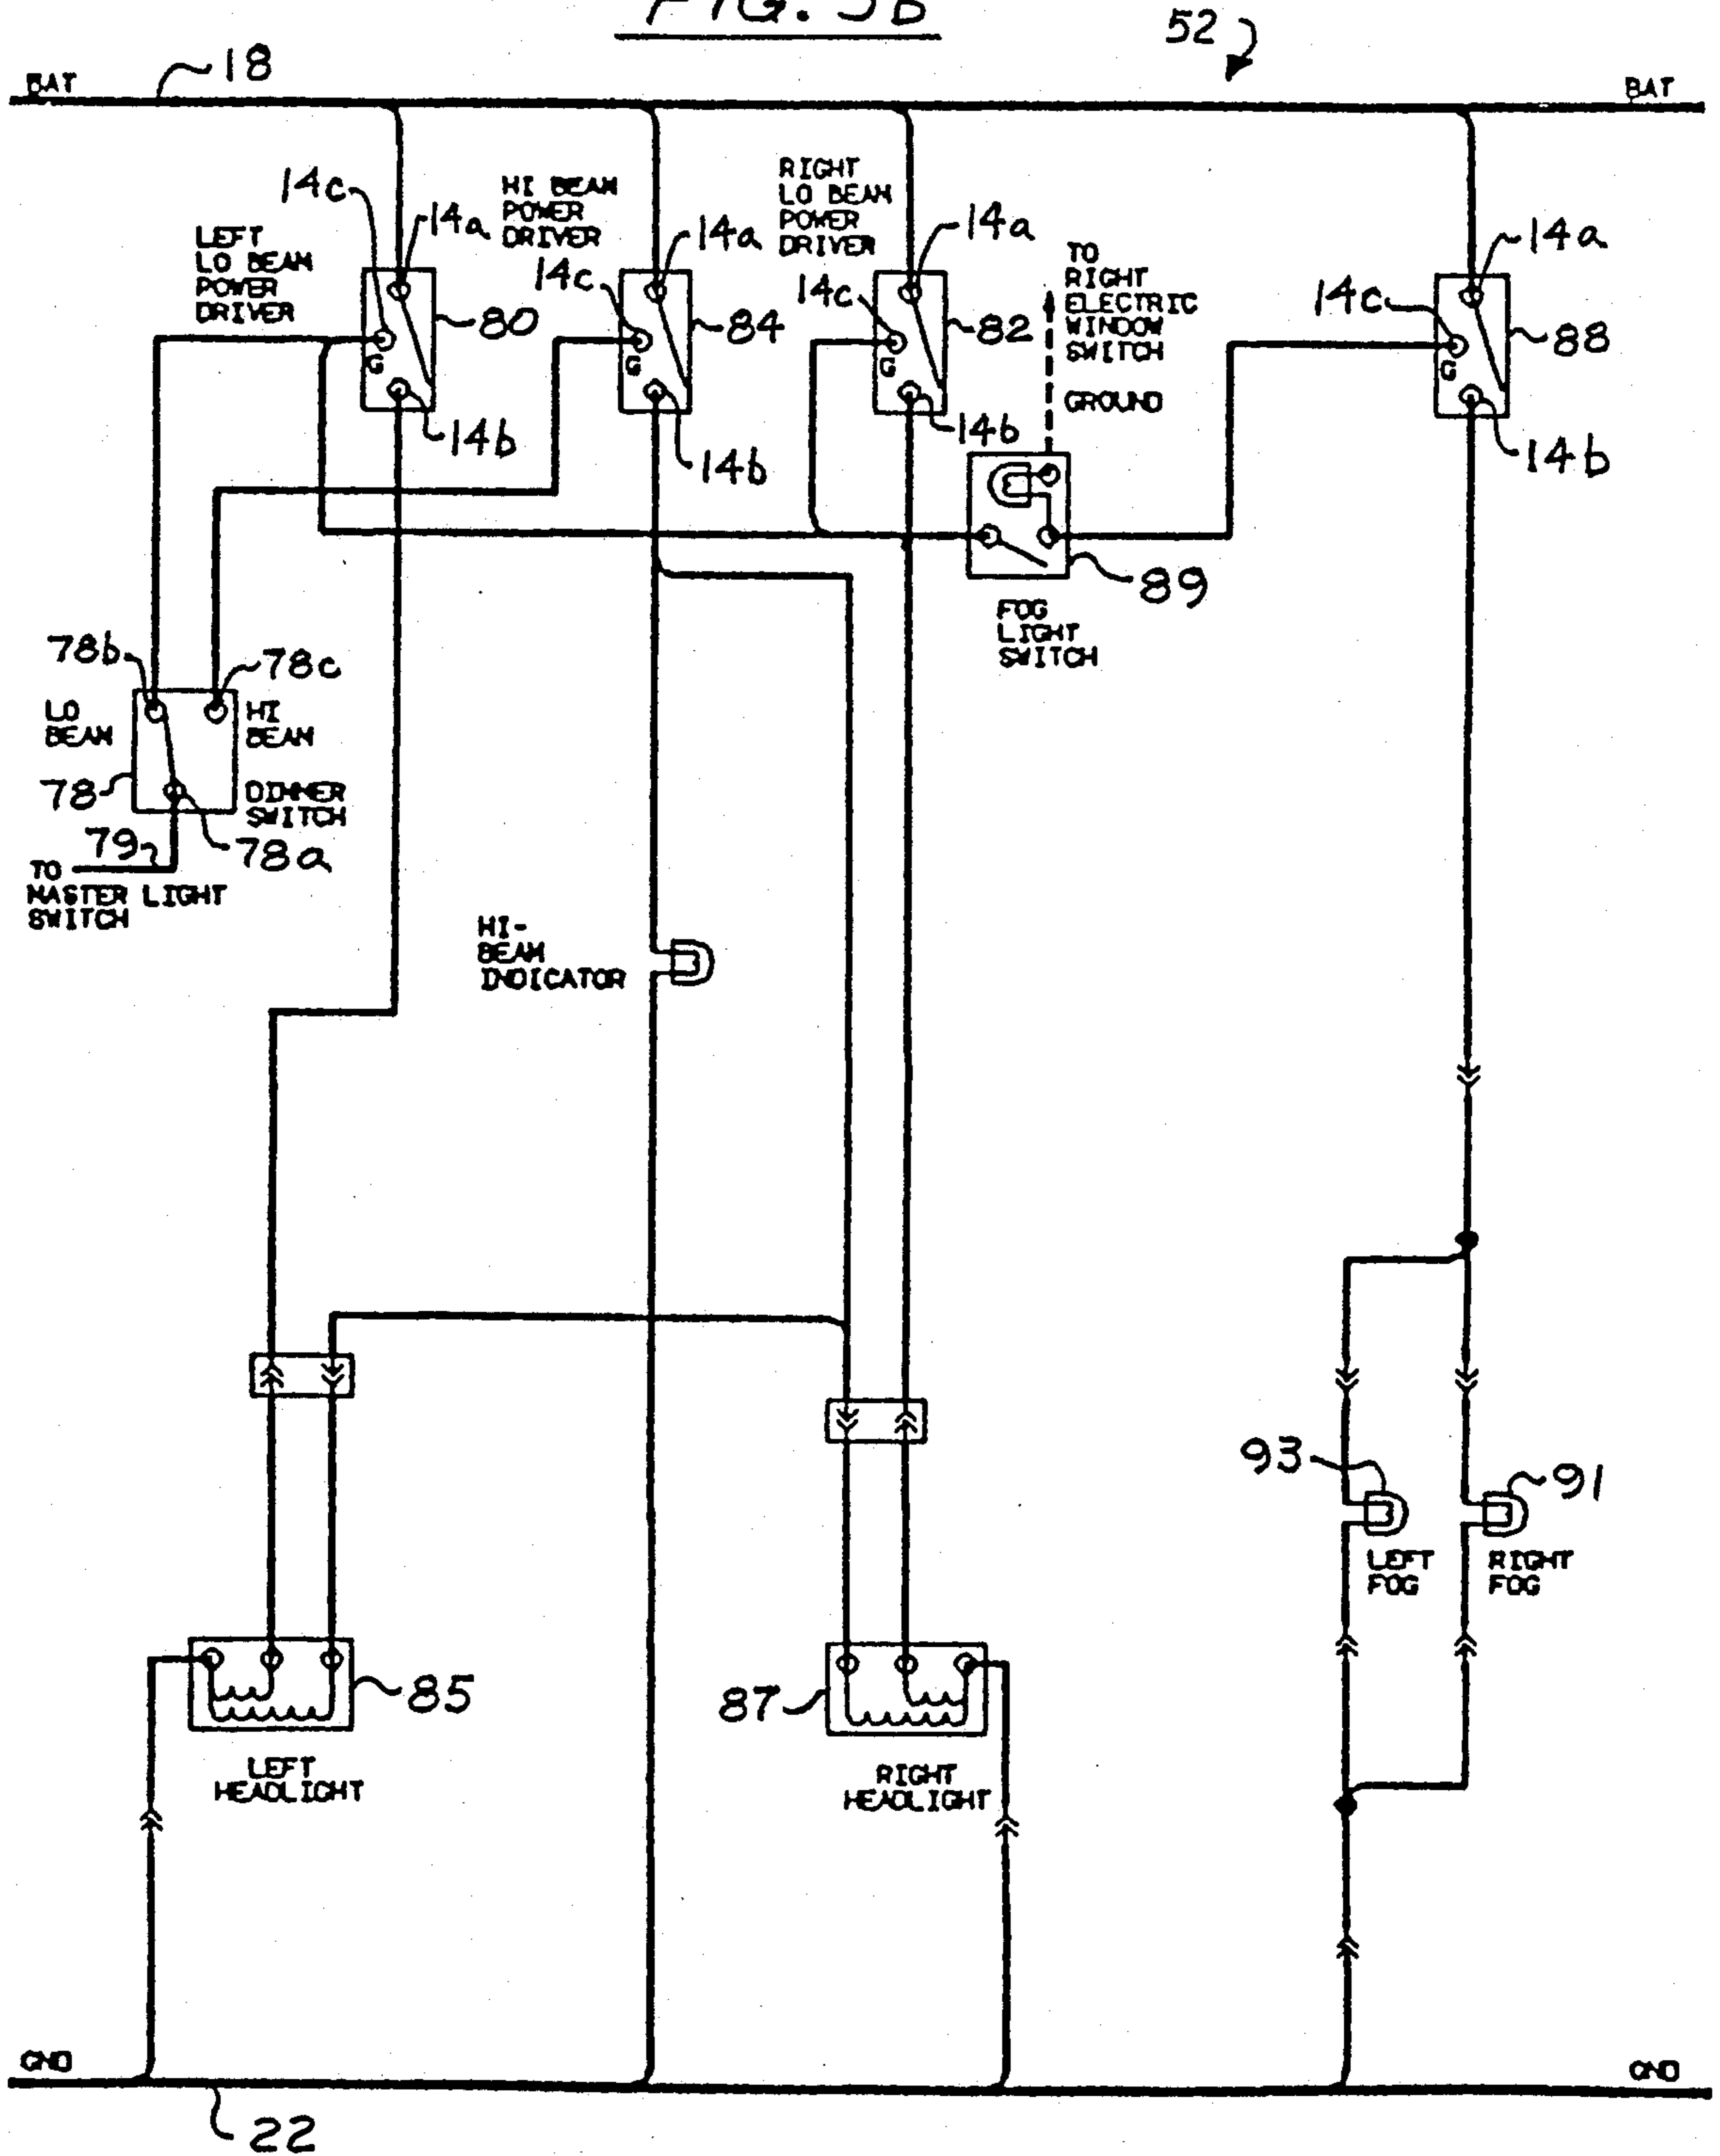 FIG. 5B
52
18
BAT
BAT
14c
14a
HI BEAM
POWER
DRIVER
14c
14a
RIGHT
LO BEAM
POWER
DRIVER
14c
14a
TO
RIGHT
ELECTRIC
WINDOW
SWITCH
GROUND
14c
14a
LEFT
LO BEAM
POWER
DRIVER
80
84
82
88
G
G
G
G
14b
14b
14b
14b
89
FOG
LIGHT
SWITCH
78b
78c
LO
BEAM
HI
BEAM
78
DIMMER
SWITCH
79
78a
TO
MASTER LIGHT
SWITCH
HI-
BEAM
INDICATOR
93
91
LEFT
FOG
RIGHT
FOG
85
87
LEFT
HEADLIGHT
RIGHT
HEADLIGHT
GND
GND
22